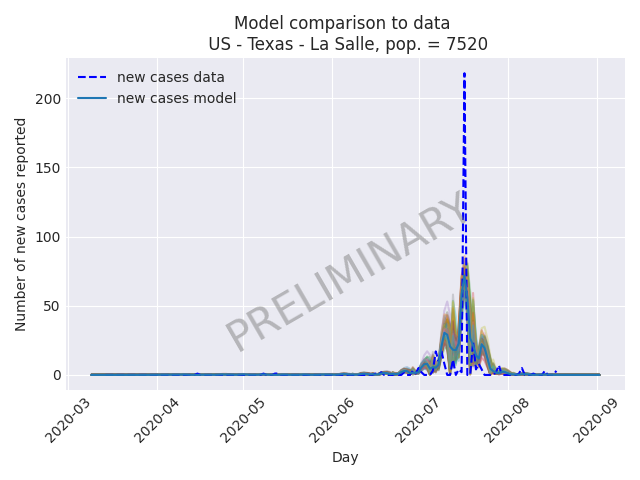 Model comparison to data
US - Texas - La Salle, pop. = 7520
new cases data
new cases model
Number of new cases reported
200
150
100
50
0
PRELIMINARY
2020-03
2020-04
2020-05
2020-06
2020-07
2020-08
2020-09
Day